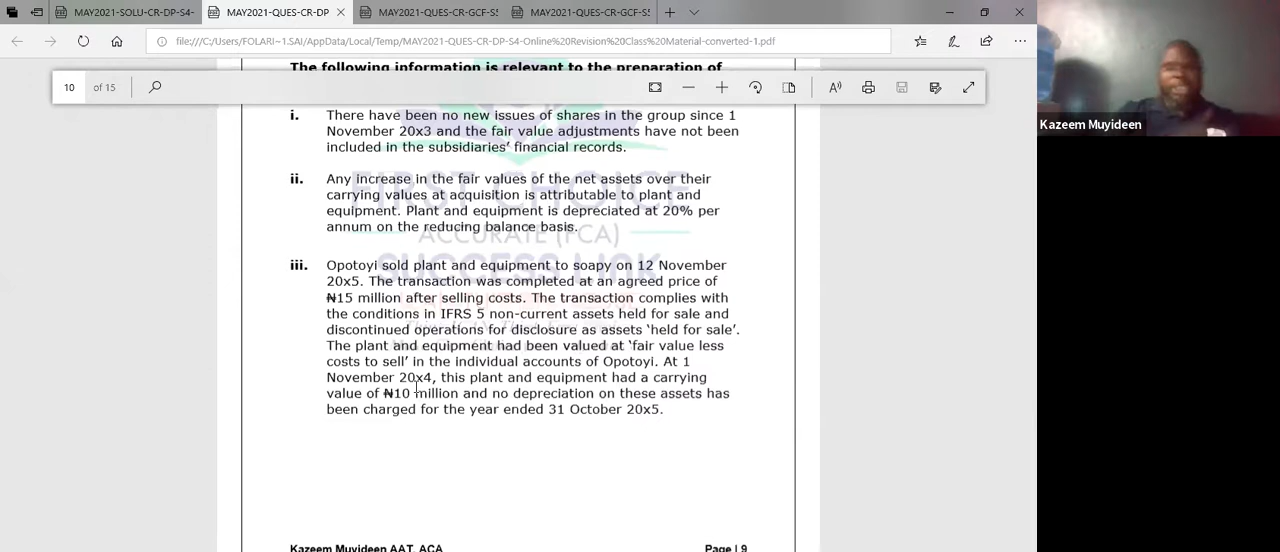 MAY2021-SOLU-CR-DP-S4-
MAY2021-QUES-CR-DP
MAY2021-QUES-CR-GCF-S5
MAY2021-QUES-CR-GCF-S5
file:///C:/Users/FOLARI~1.SAI/AppData/Local/Temp/MAY2021-QUES-CR-DP-S4-Online%20Revision%20Class%20Material-converted-1.pdf
10 of 15
The following information is relevant to the preparation of
i. There have been no new issues of shares in the group since 1
November 20x3 and the fair value adjustments have not been
included in the subsidiaries’ financial records.
ii. Any increase in the fair values of the net assets over their
carrying values at acquisition is attributable to plant and
equipment. Plant and equipment is depreciated at 20% per
annum on the reducing balance basis.
iii. Opotoyi sold plant and equipment to soapy on 12 November
20x5. The transaction was completed at an agreed price of
₦15 million after selling costs. The transaction complies with
the conditions in IFRS 5 non-current assets held for sale and
discontinued operations for disclosure as assets ‘held for sale’.
The plant and equipment had been valued at ‘fair value less
costs to sell’ in the individual accounts of Opotoyi. At 1
November 20x4, this plant and equipment had a carrying
value of ₦10 million and no depreciation on these assets has
been charged for the year ended 31 October 20x5.
FIRST CHOICE
ACCURATE (FCA)
SUCCESS LINK
Kazeem Muyideen AAT, ACA Page | 9
Kazeem Muyideen